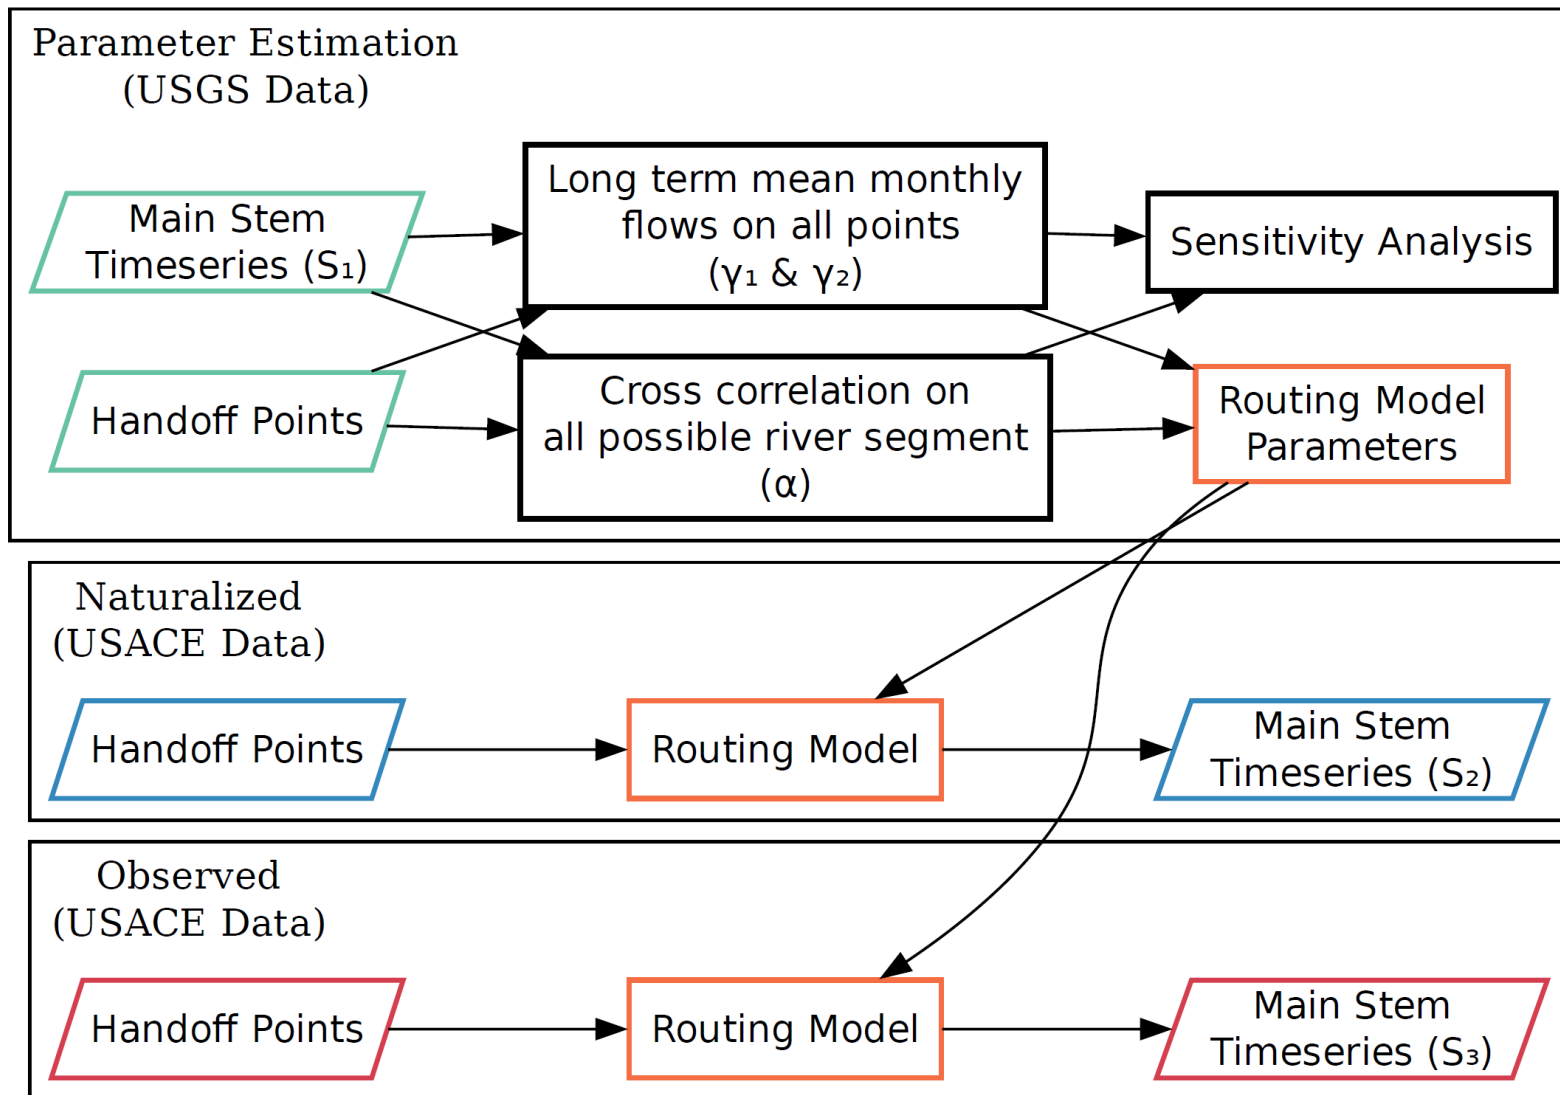 Parameter Estimation
(USGS Data)
Main Stem
Timeseries (S₁)
Handoff Points
Long term mean monthly
flows on all points
(γ₁ & γ₂)
Cross correlation on
all possible river segment
(α)
Sensitivity Analysis
Routing Model
Parameters
Naturalized
(USACE Data)
Handoff Points
Routing Model
Main Stem
Timeseries (S₂)
Observed
(USACE Data)
Handoff Points
Routing Model
Main Stem
Timeseries (S₃)